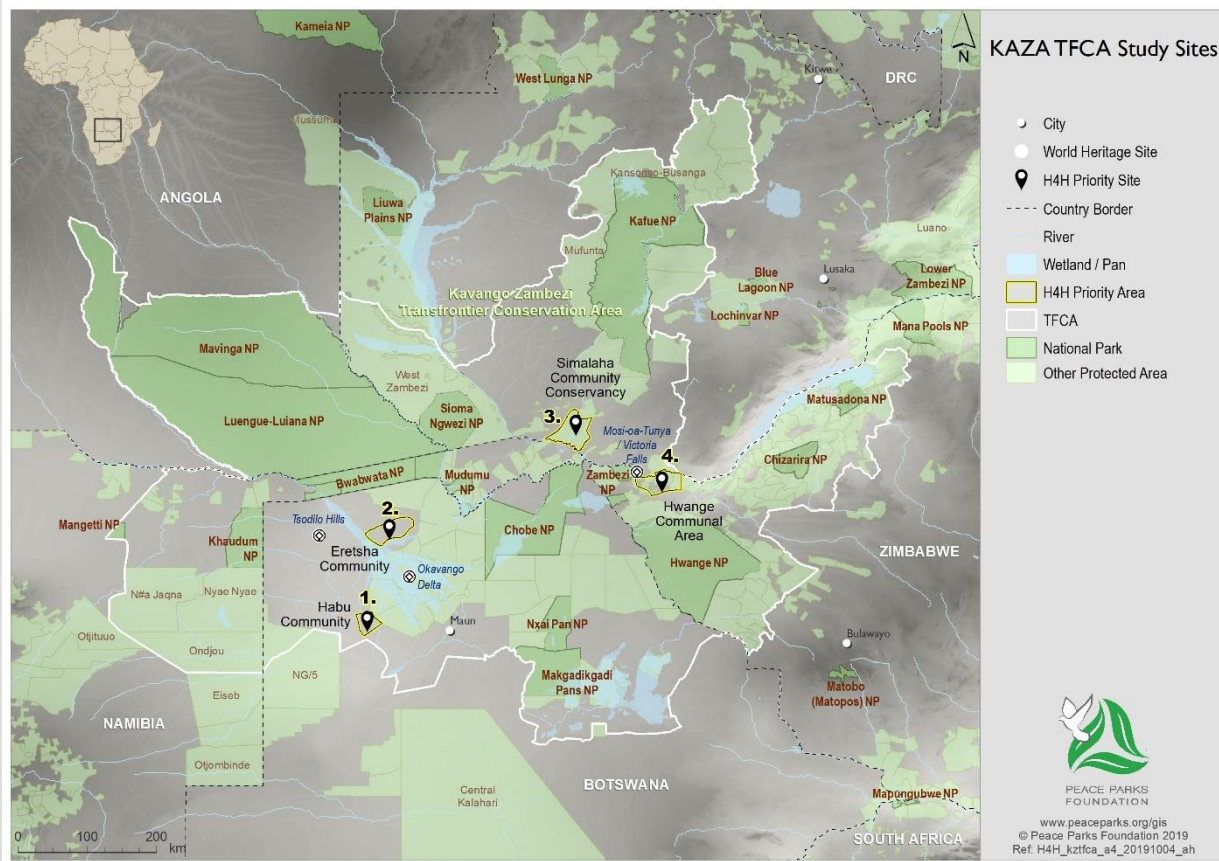 Kameia NP
West Lunga NP
Kitwe
DRC
N
Mussuma
ANGOLA
Kansonso-Busanga
Liuwa
Plains NP
Kafue NP
Mufunta
Luano
Blue
Lagoon NP
Lusaka
Lower
Zambezi NP
Kavango Zambezi
Transfrontier Conservation Area
Lochinvar NP
Mana Pools NP
Mavinga NP
Simalaha
Community
Conservancy
West
Zambezi
Matusadona NP
Luengue-Luiana NP
Sioma
Ngwezi NP
3.
Mosi-oa-Tunya
/ Victoria
Falls
4.
Chizarira NP
Bwabwata NP
Mudumu
NP
Zambezi
NP
Hwange
Communal
Area
2.
Mangetti NP
Tsodilo Hills
Khaudum
NP
Chobe NP
Eretsha
Community
ZIMBABWE
Hwange NP
Okavango
Delta
N#a Jaqna
Nyae Nyae
1.
Habu
Community
Maun
Nxai Pan NP
Bulawayo
Otjituuo
Ondjou
NG/5
Makgadikgadi
Pans NP
Matobo
(Matopos) NP
Eiseb
NAMIBIA
Otjombinde
BOTSWANA
Central
Kalahari
Mapungubwe NP
SOUTH AFRICA
0 100 200
km
KAZA TFCA Study Sites
City
World Heritage Site
H4H Priority Site
Country Border
River
Wetland / Pan
H4H Priority Area
TFCA
National Park
Other Protected Area
PEACE PARKS
FOUNDATION
www.peaceparks.org/gis
© Peace Parks Foundation 2019
Ref: H4H_kztfca_a4_20191004_ah